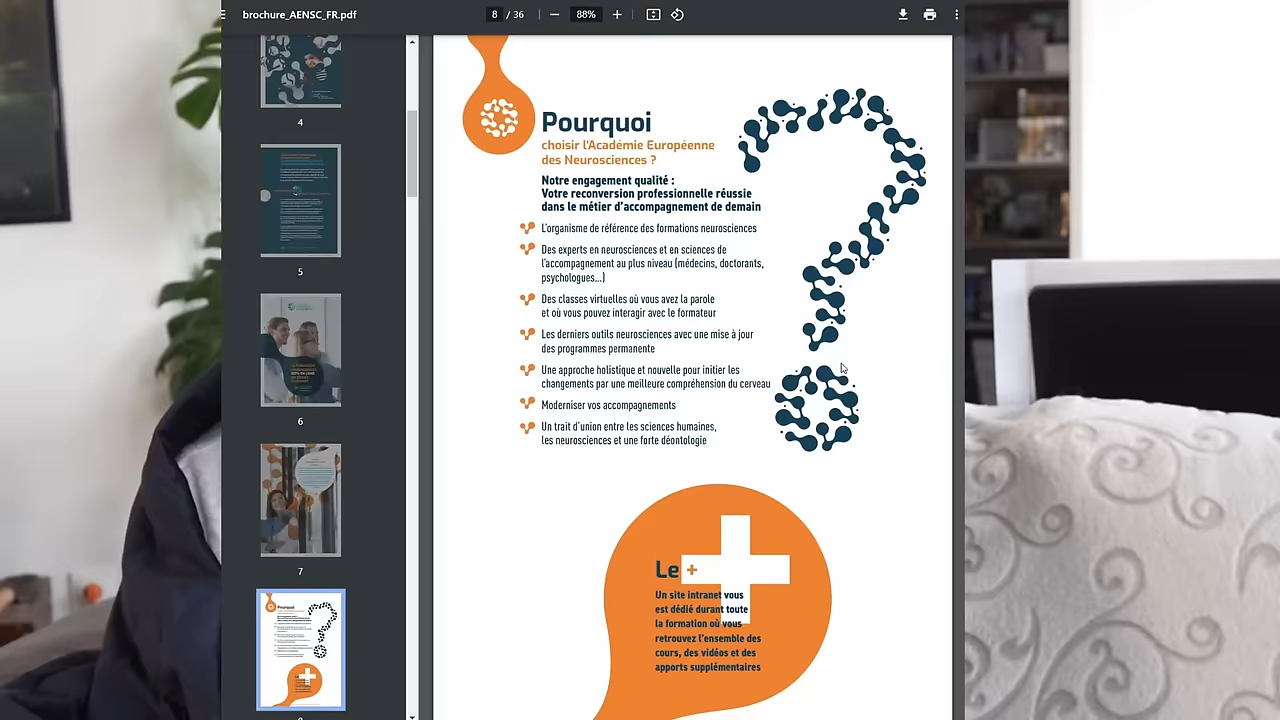 brochure_AENSC_FR.pdf
8 / 36
88%
4
5
6
7
Pourquoi
choisir l'Académie Européenne
des Neurosciences ?
Notre engagement qualité :
Votre reconversion professionnelle réussie
dans le métier d'accompagnement de demain
L'organisme de référence des formations neurosciences
Des experts en neurosciences et en sciences de
l'accompagnement au plus niveau (médecins, doctorants,
psychologues...)
Des classes virtuelles où vous avez la parole
et où vous pouvez interagir avec le formateur
Les derniers outils neurosciences avec une mise à jour
des programmes permanente
Une approche holistique et nouvelle pour initier les
changements par une meilleure compréhension du cerveau
Moderniser vos accompagnements
Un trait d'union entre les sciences humaines,
les neurosciences et une forte déontologie
Le +
Un site intranet vous
est dédié durant toute
la formation où vous
retrouvez l'ensemble des
cours, des vidéos et des
apports supplémentaires